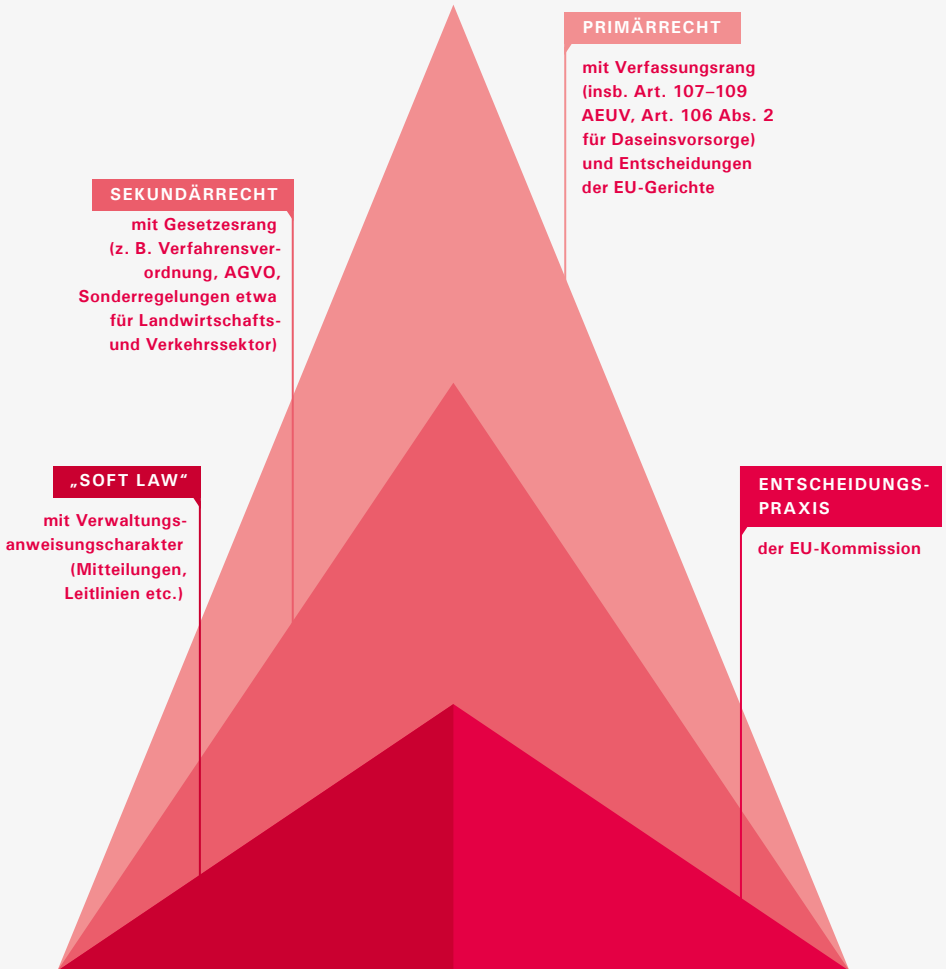 PRIMÄRRECHT
mit Verfassungsrang
(insb. Art. 107–109
AEUV, Art. 106 Abs. 2
für Daseinsvorsorge)
und Entscheidungen
der EU-Gerichte
SEKUNDÄRRECHT
mit Gesetzesrang
(z. B. Verfahrensver-
ordnung, AGVO,
Sonderregelungen etwa
für Landwirtschafts-
und Verkehrssektor)
„SOFT LAW“
mit Verwaltungs-
anweisungscharakter
(Mitteilungen,
Leitlinien etc.)
ENTSCHEIDUNGS-
PRAXIS
der EU-Kommission